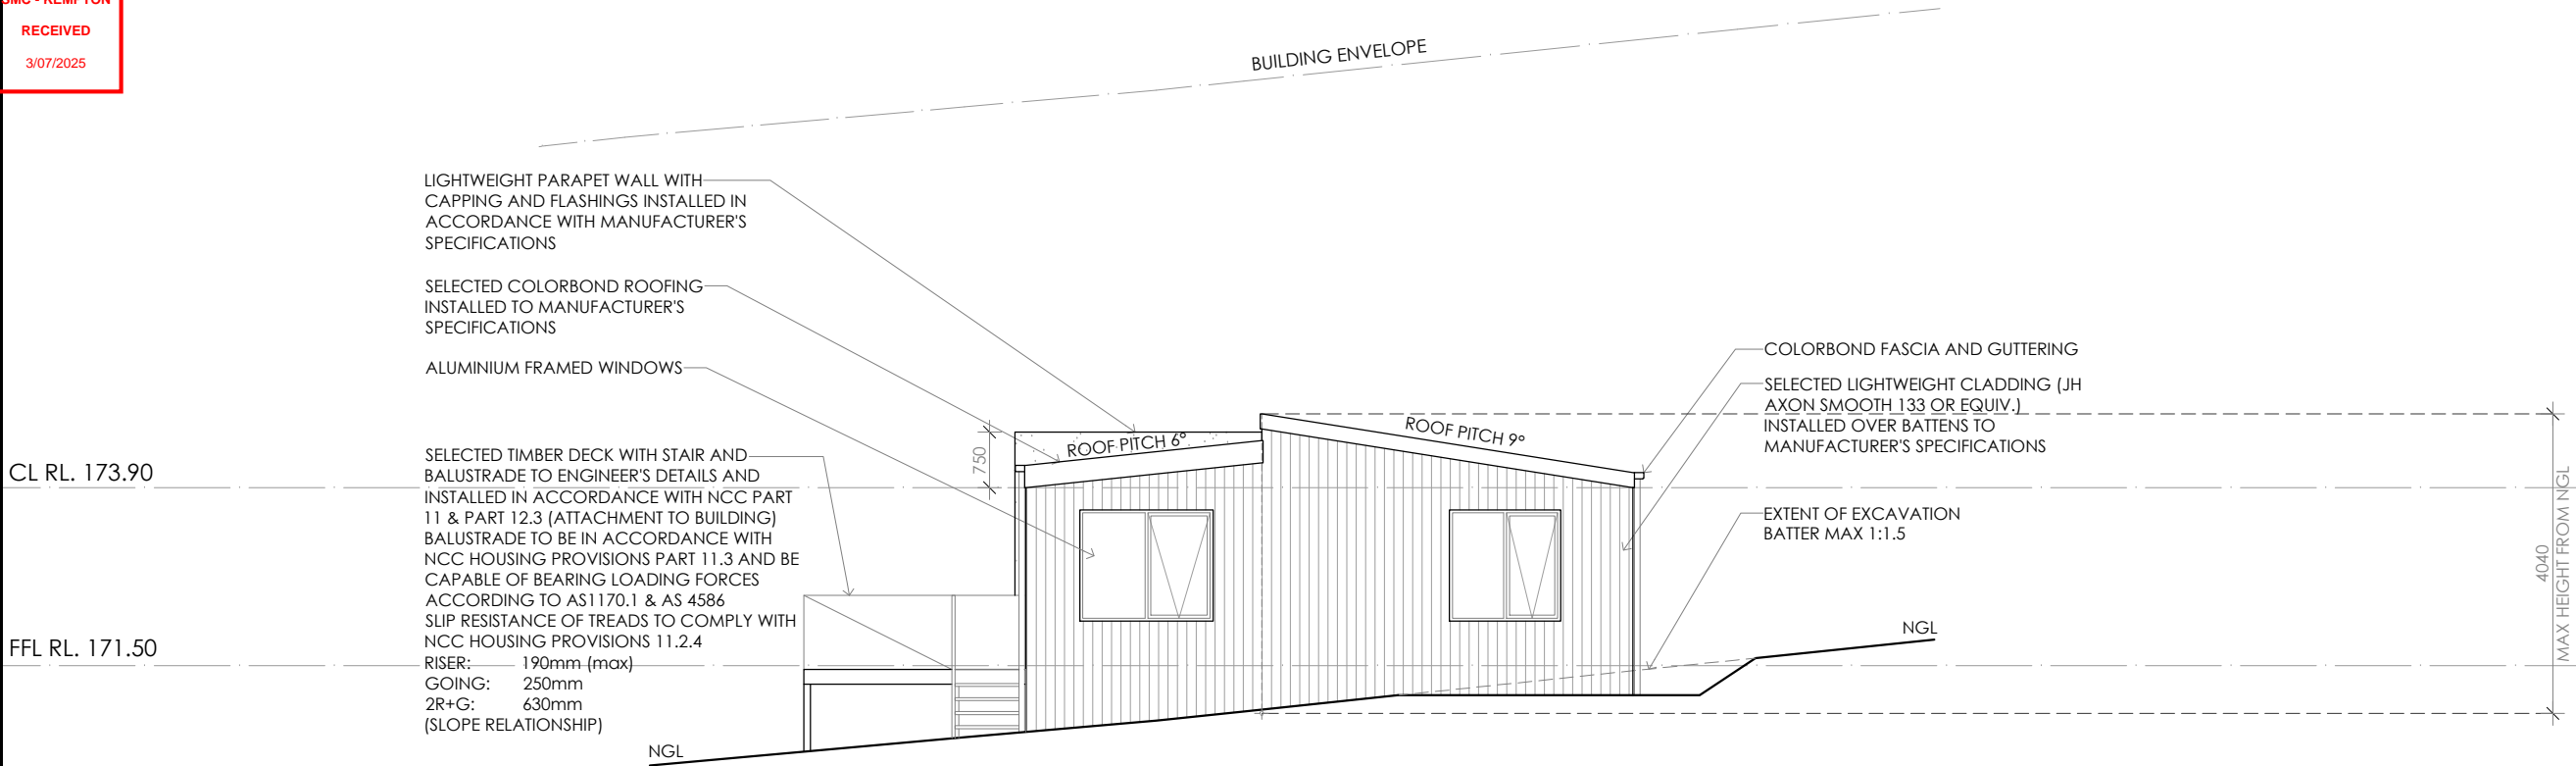 SMC - KEMPTON
RECEIVED
3/07/2025
BUILDING ENVELOPE
LIGHTWEIGHT PARAPET WALL WITH
CAPPING AND FLASHINGS INSTALLED IN
ACCORDANCE WITH MANUFACTURER'S
SPECIFICATIONS
SELECTED COLORBOND ROOFING
INSTALLED TO MANUFACTURER'S
SPECIFICATIONS
ALUMINIUM FRAMED WINDOWS
SELECTED TIMBER DECK WITH STAIR AND
BALUSTRADE TO ENGINEER'S DETAILS AND
INSTALLED IN ACCORDANCE WITH NCC PART
11 & PART 12.3 (ATTACHMENT TO BUILDING)
BALUSTRADE TO BE IN ACCORDANCE WITH
NCC HOUSING PROVISIONS PART 11.3 AND BE
CAPABLE OF BEARING LOADING FORCES
ACCORDING TO AS1170.1 & AS 4586
SLIP RESISTANCE OF TREADS TO COMPLY WITH
NCC HOUSING PROVISIONS 11.2.4
RISER: 190mm (max)
GOING: 250mm
2R+G: 630mm
(SLOPE RELATIONSHIP)
CL RL. 173.90
FFL RL. 171.50
750
ROOF PITCH 6°
ROOF PITCH 9°
COLORBOND FASCIA AND GUTTERING
SELECTED LIGHTWEIGHT CLADDING (JH
AXON SMOOTH 133 OR EQUIV.)
INSTALLED OVER BATTENS TO
MANUFACTURER'S SPECIFICATIONS
EXTENT OF EXCAVATION
BATTER MAX 1:1.5
NGL
NGL
4040
MAX HEIGHT FROM NGL